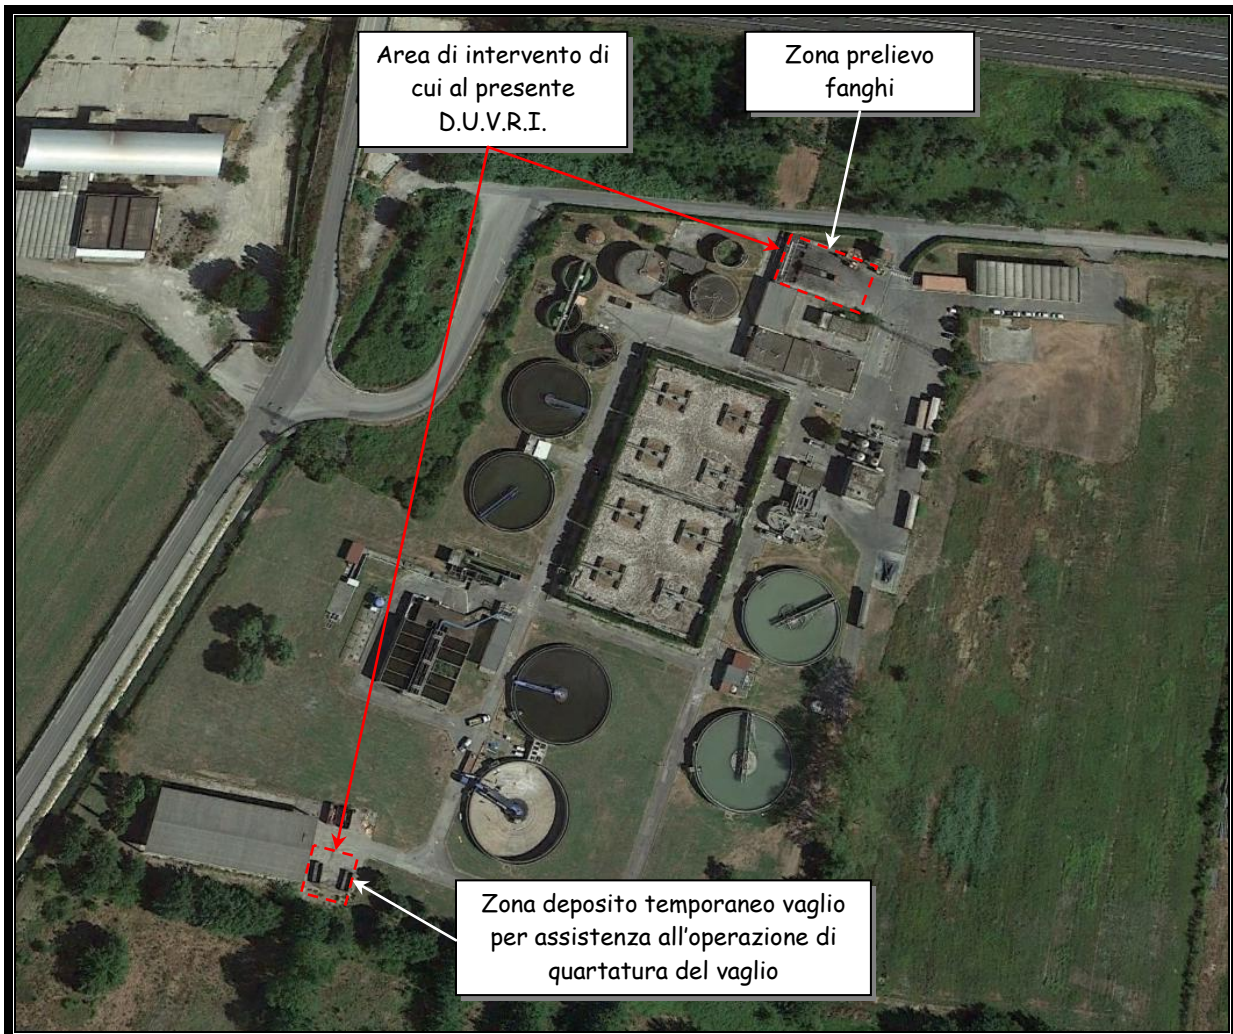 Area di intervento di
cui al presente
D.U.V.R.I.
Zona prelievo
fanghi
Zona deposito temporaneo vaglio
per assistenza all'operazione di
quartatura del vaglio